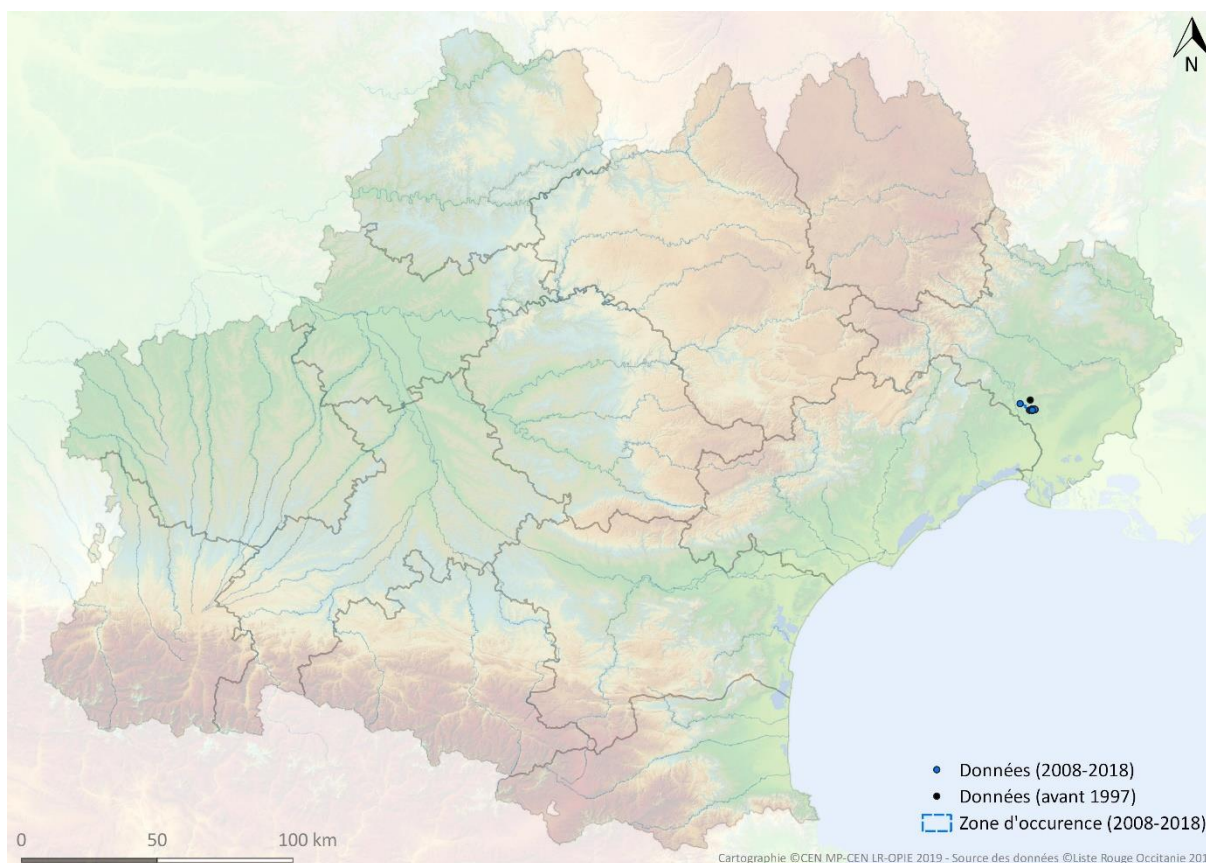 N
Données (2008-2018)
Données (avant 1997)
Zone d'occurence (2008-2018)
0 50 100 km
Cartographie ©CEN MP-CEN LR-OPIE 2019 - Source des données ©Liste Rouge Occitanie 201